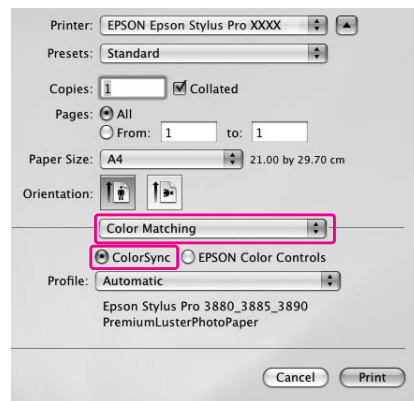 Printer: EPSON Epson Stylus Pro XXXX
Presets: Standard
Copies: 1 Collated
Pages: All
From: 1 to: 1
Paper Size: A4 21.00 by 29.70 cm
Orientation:
Color Matching
ColorSync EPSON Color Controls
Profile: Automatic
Epson Stylus Pro 3880_3885_3890
PremiumLusterPhotoPaper
Cancel Print